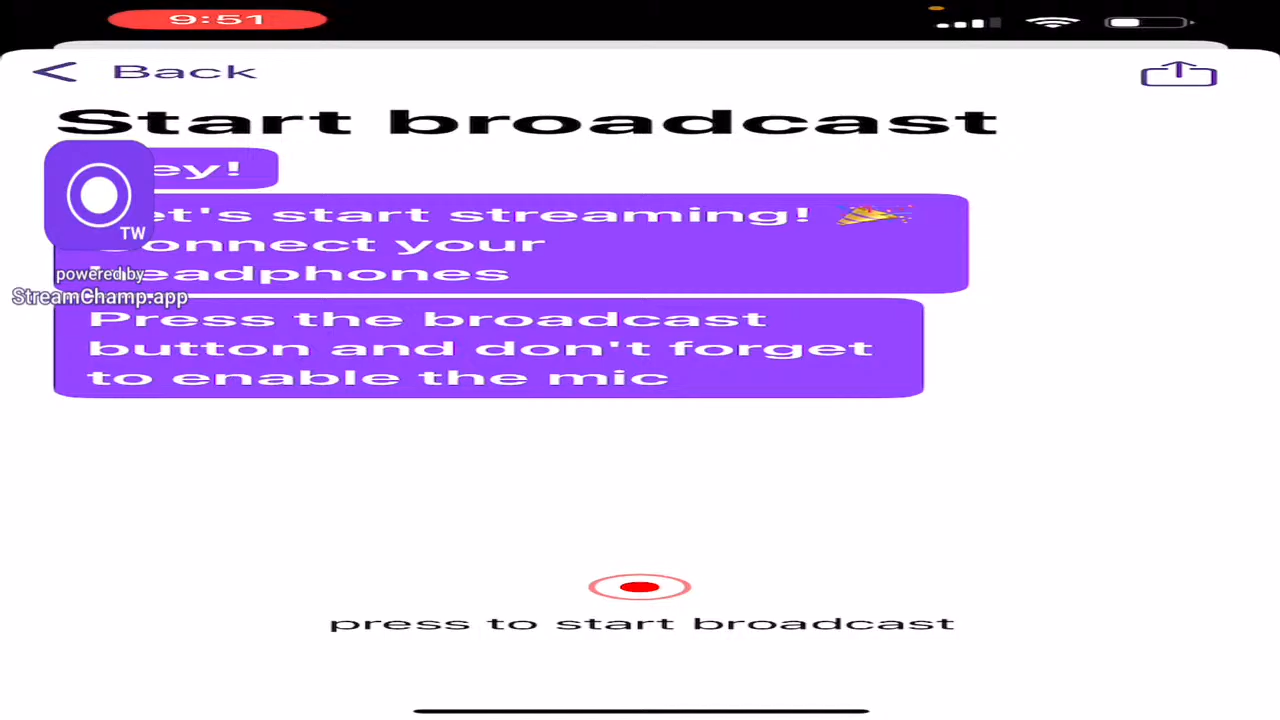 9:51
Back
Start broadcast
ey!
et's start streaming! 🎉
onnect your
eadphones
TW
powered by
StreamChamp.app
Press the broadcast
button and don't forget
to enable the mic
press to start broadcast